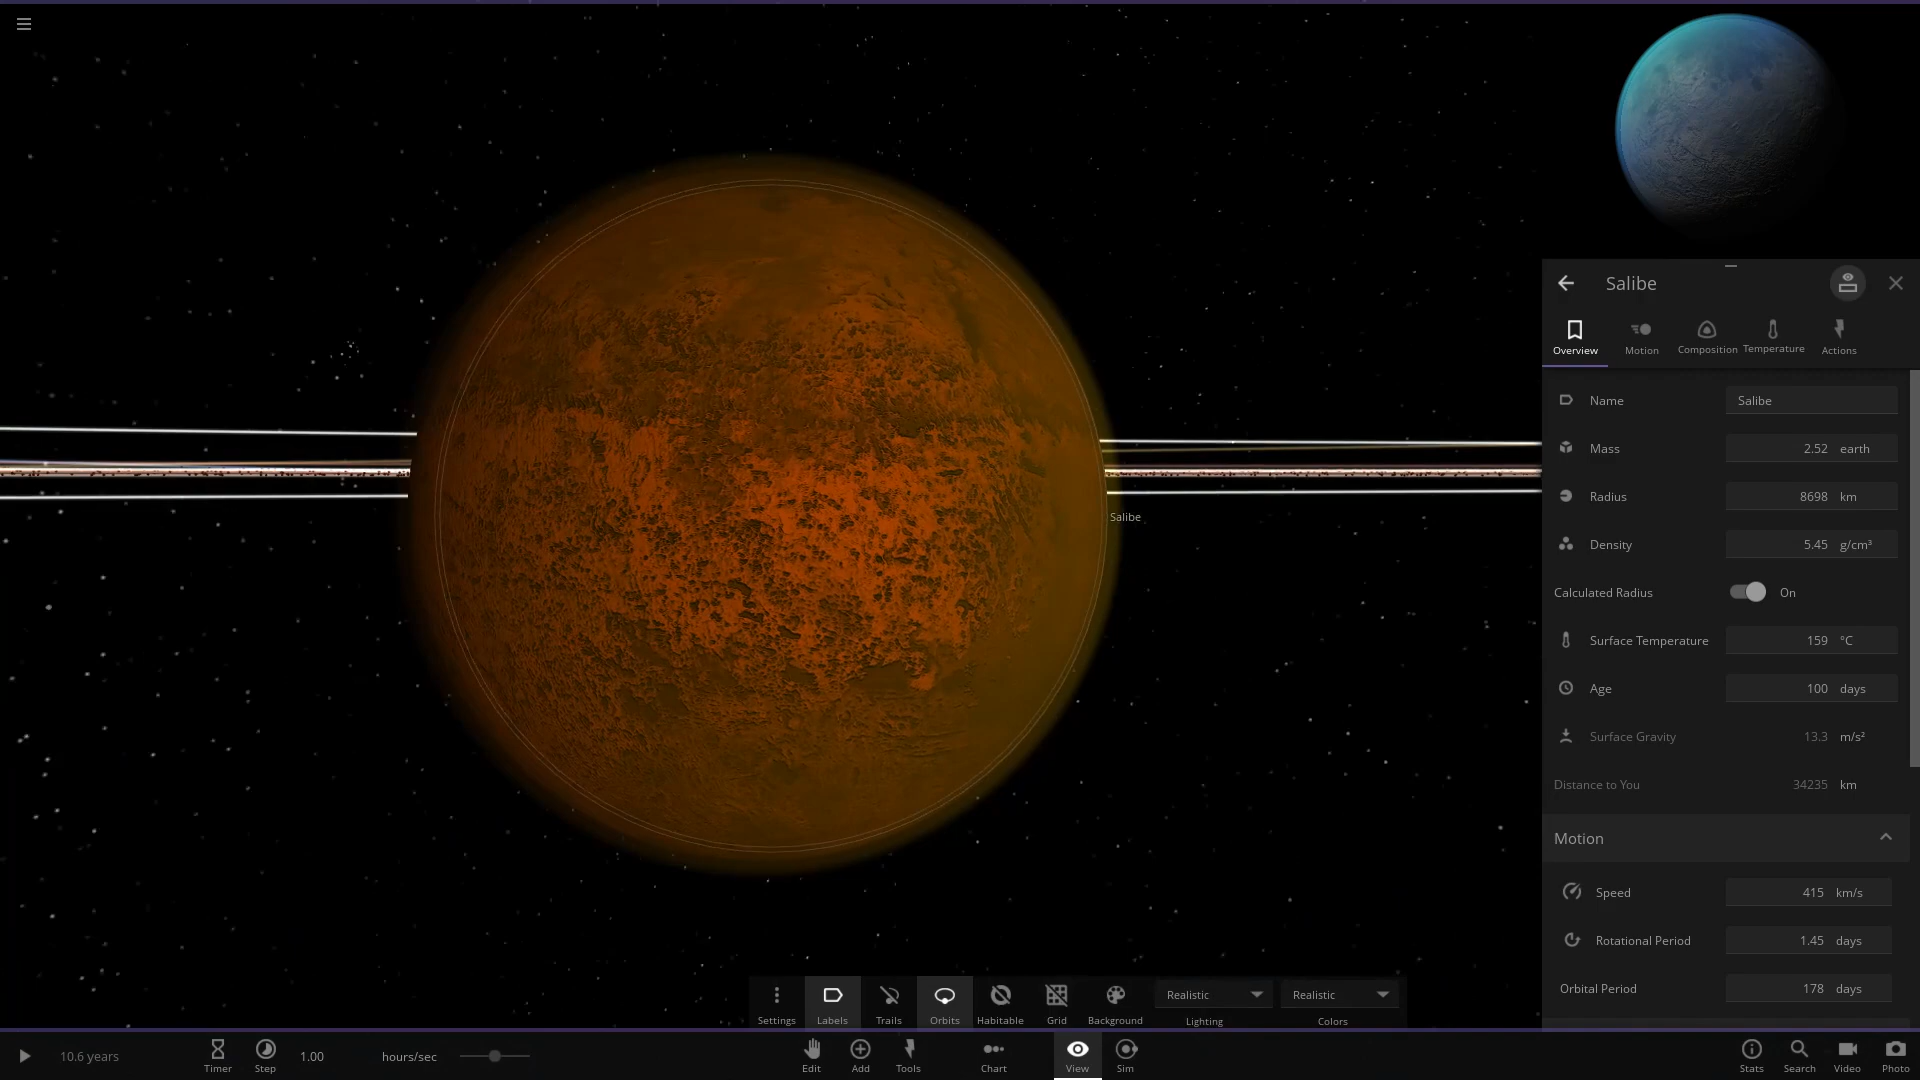 Salibe
Overview
Motion
Composition
Temperature
Actions
Name Salibe
Mass 2.52 earth
Radius 8698 km
Density 5.45 g/cm³
Calculated Radius On
Surface Temperature 159 °C
Age 100 days
Surface Gravity 13.3 m/s²
Distance to You 34235 km
Motion
Speed 415 km/s
Rotational Period 1.45 days
Orbital Period 178 days
Salibe
Realistic Realistic
Settings Labels Trails Orbits Habitable Grid Background Lighting Colors
10.6 years 1.00 hours/sec
Timer Step Edit Add Tools Chart View Sim Stats Search Video Photo